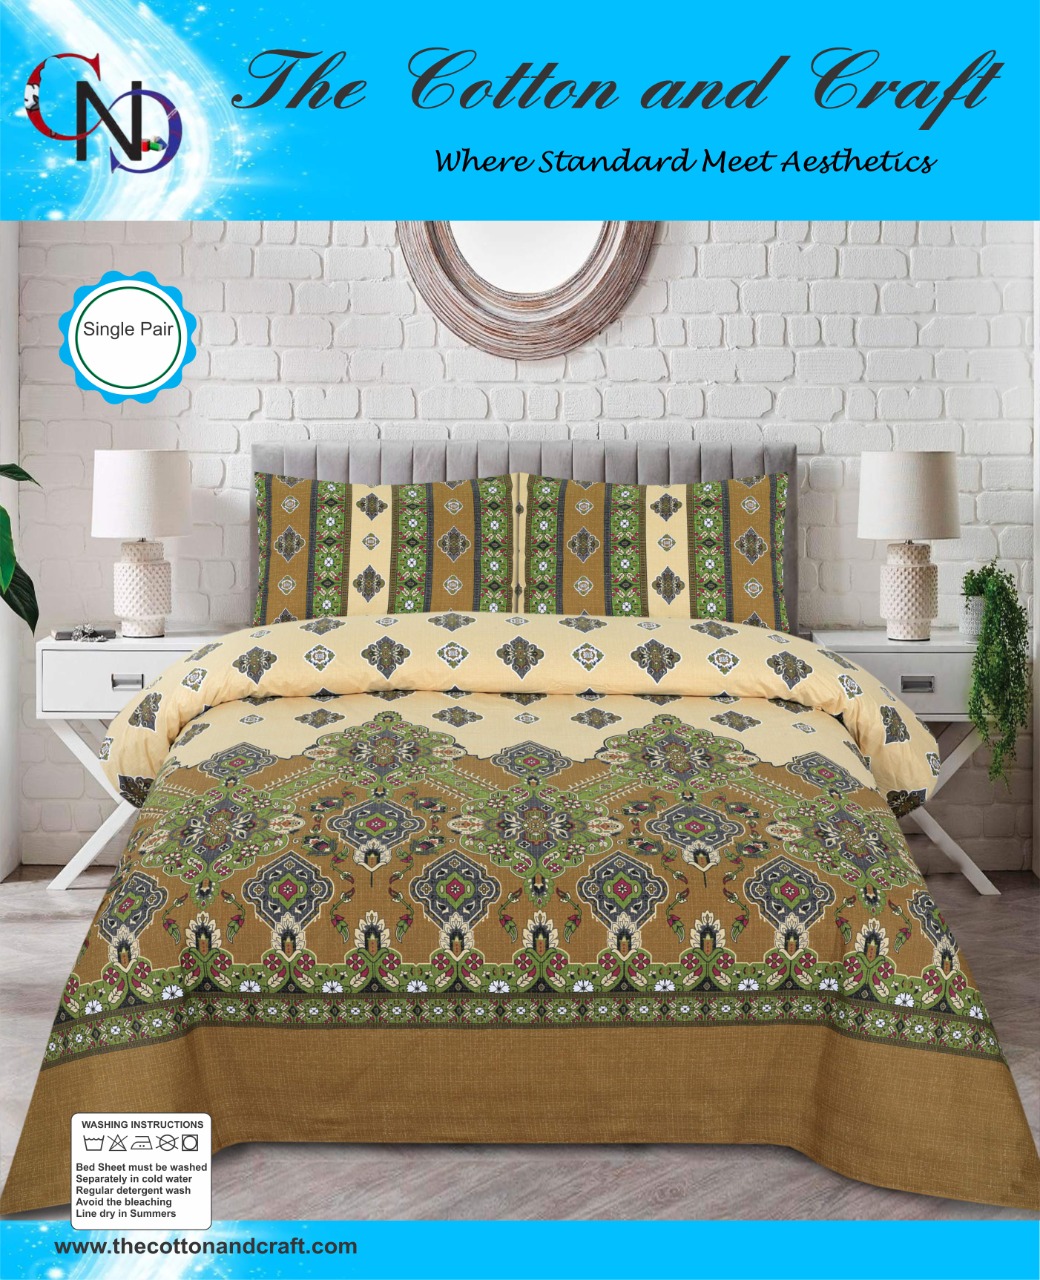 CNC
The Cotton and Craft
Where Standard Meet Aesthetics
Single Pair
WASHING INSTRUCTIONS
Bed Sheet must be washed
Separately in cold water
Regular detergent wash
Avoid the bleaching
Line dry in Summers
www.thecottonandcraft.com